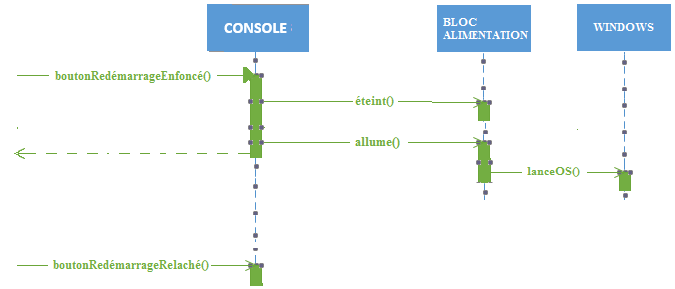 CONSOLE
BLOC
ALIMENTATION
WINDOWS
boutonRedémarrageEnfoncé()
éteint()
allume()
lanceOS()
boutonRedémarrageRelaché()